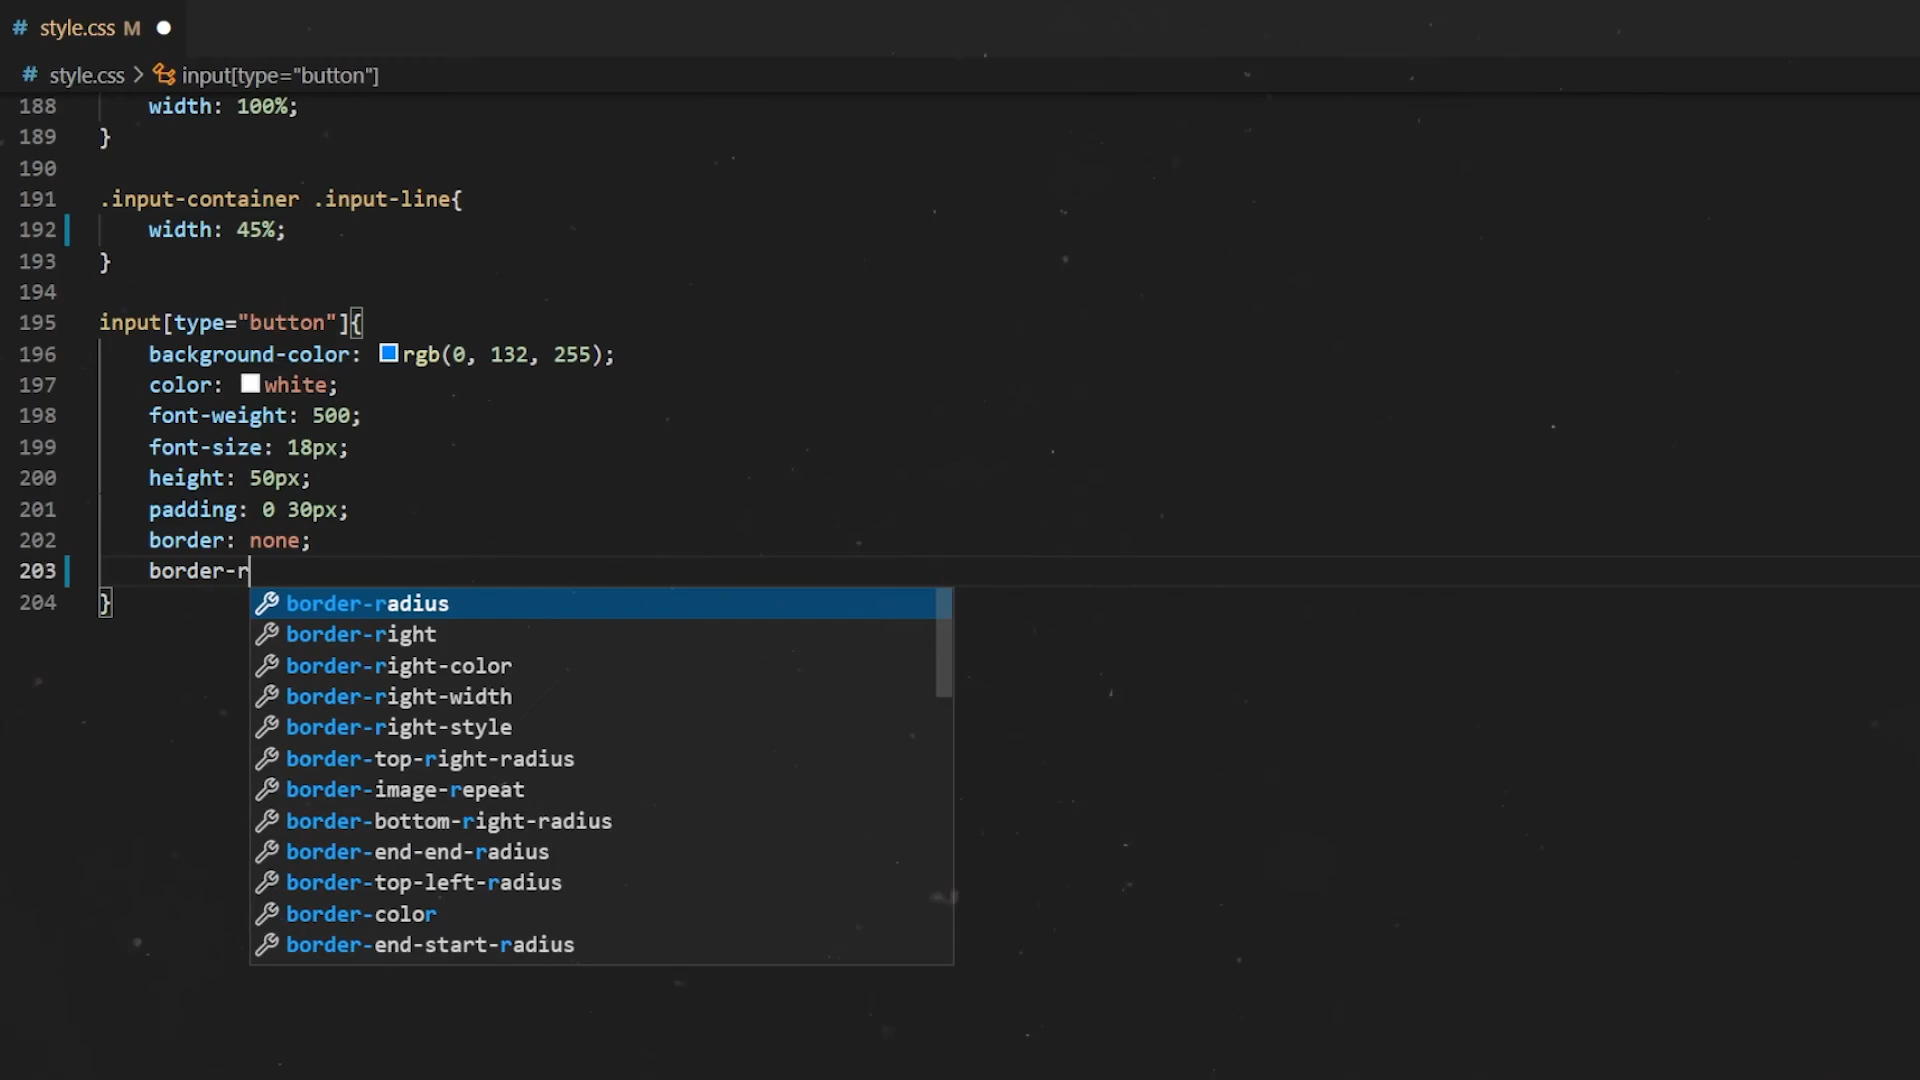 # style.css M
# style.css > input[type="button"]
188 width: 100%;
189 }
190
191 .input-container .input-line{
192 width: 45%;
193 }
194
195 input[type="button"]{
196 background-color: rgb(0, 132, 255);
197 color: white;
198 font-weight: 500;
199 font-size: 18px;
200 height: 50px;
201 padding: 0 30px;
202 border: none;
203 border-r
204 }
border-radius
border-right
border-right-color
border-right-width
border-right-style
border-top-right-radius
border-image-repeat
border-bottom-right-radius
border-end-end-radius
border-top-left-radius
border-color
border-end-start-radius